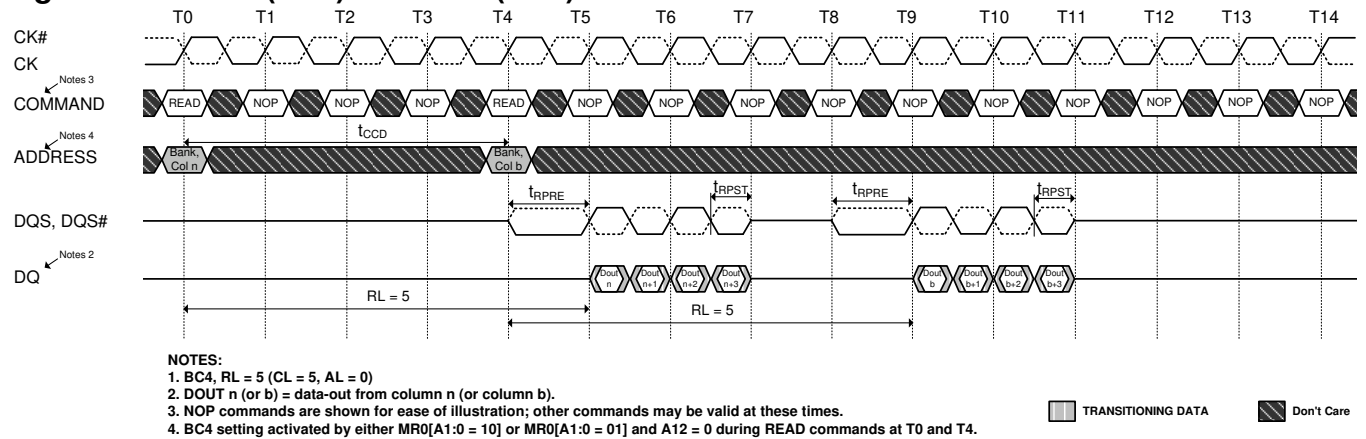 T0 T1 T2 T3 T4 T5 T6 T7 T8 T9 T10 T11 T12 T13 T14
CK#
CK
Notes 3
COMMAND READ NOP NOP NOP READ NOP NOP NOP NOP NOP NOP NOP NOP NOP NOP
tCCD
Notes 4
ADDRESS Bank, Col n Bank, Col b
tRPRE tRPST tRPRE tRPST
DQS, DQS#
Notes 2
DQ Dout n Dout n+1 Dout n+2 Dout n+3 Dout b Dout b+1 Dout b+2 Dout b+3
RL = 5
RL = 5
NOTES:
1. BC4, RL = 5 (CL = 5, AL = 0)
2. DOUT n (or b) = data-out from column n (or column b).
3. NOP commands are shown for ease of illustration; other commands may be valid at these times.
4. BC4 setting activated by either MR0[A1:0 = 10] or MR0[A1:0 = 01] and A12 = 0 during READ commands at T0 and T4.
TRANSITIONING DATA Don't Care